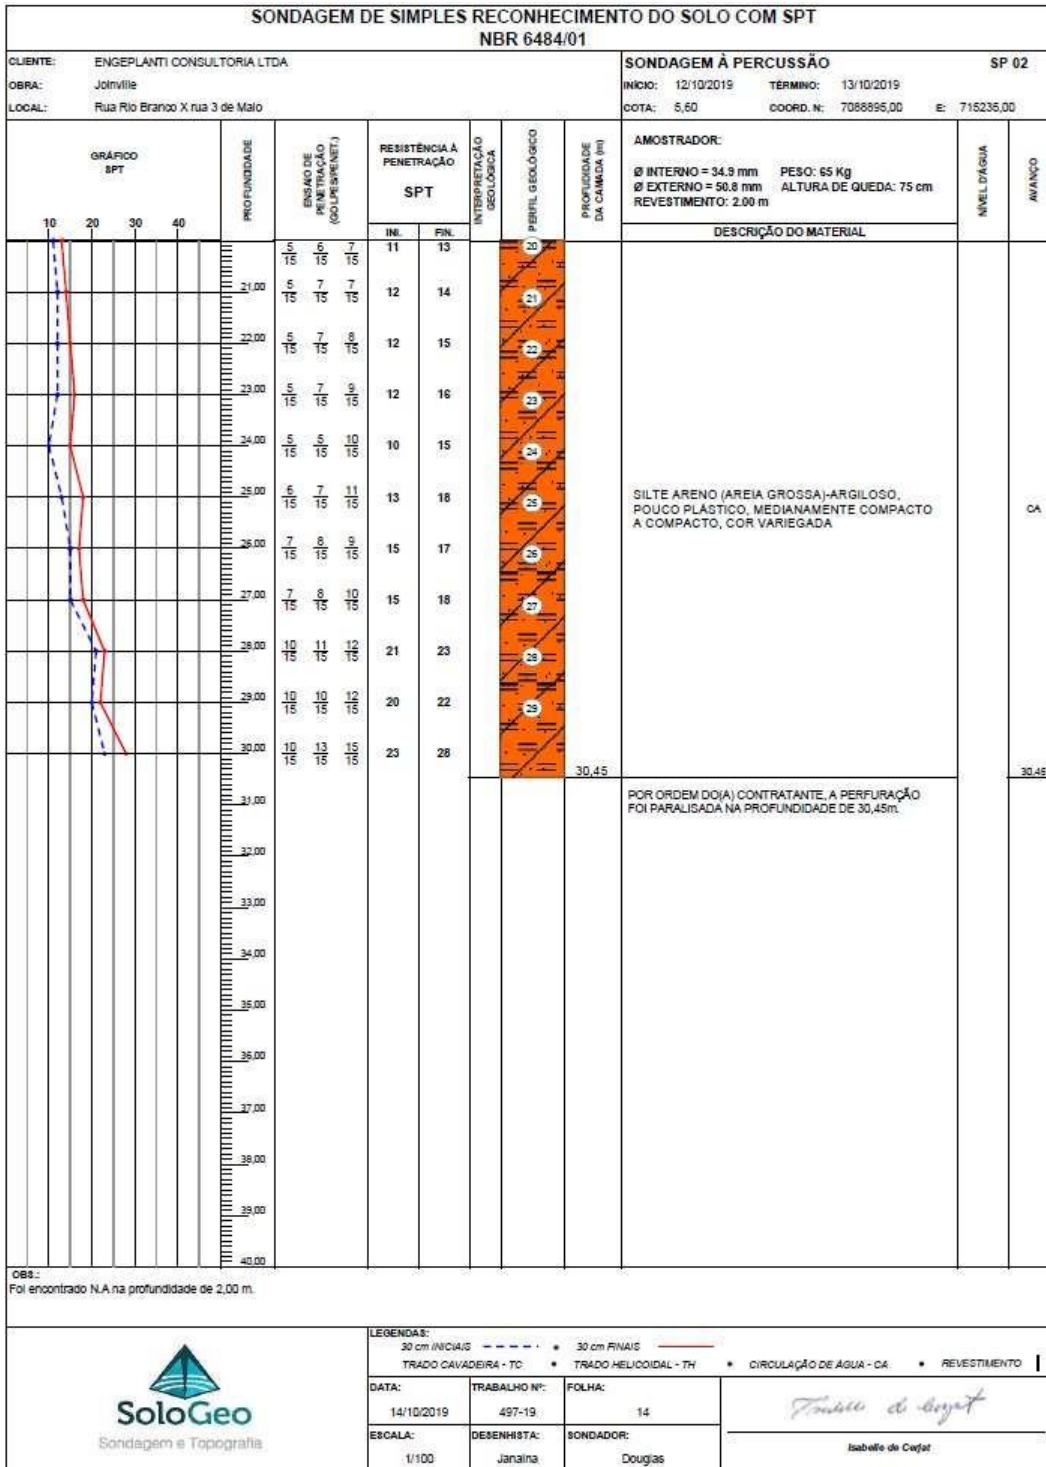 SONDAGEM DE SIMPLES RECONHECIMENTO DO SOLO COM SPT
NBR 6484/01
CLIENTE: ENGEPLANTI CONSULTORIA LTDA
OBRA: Joinville
LOCAL: Rua Rio Branco X rua 3 de Maio
SONDAGEM À PERCUSSÃO SP 02
INÍCIO: 12/10/2019 TÉRMINO: 13/10/2019
COTA: 5,60 COORD. N: 7088895,00 E: 715235,00
GRÁFICO
SPT
10 20 30 40
PROFUNDIDADE
ENSAIO DE
PENETRAÇÃO
(GOLPES/PENET.)
RESISTÊNCIA À
PENETRAÇÃO
SPT
INI. FIN.
INTERPRETAÇÃO
GEOLÓGICA
PERFIL GEOLÓGICO
PROFUDIDADE
DA CAMADA (m)
AMOSTRADOR:
Ø INTERNO = 34.9 mm PESO: 65 Kg
Ø EXTERNO = 50.8 mm ALTURA DE QUEDA: 75 cm
REVESTIMENTO: 2.00 m
DESCRIÇÃO DO MATERIAL
NÍVEL D'ÁGUA
AVANÇO
5/15 6/15 7/15 11 13 20
21,00 5/15 7/15 7/15 12 14 21
22,00 5/15 7/15 8/15 12 15 22
23,00 5/15 7/15 9/15 12 16 23
24,00 5/15 5/15 10/15 10 15 24
25,00 6/15 7/15 11/15 13 18 25
26,00 7/15 8/15 9/15 15 17 26
27,00 7/15 8/15 10/15 15 18 27
28,00 10/15 11/15 12/15 21 23 28
29,00 10/15 10/15 12/15 20 22 29
30,00 10/15 13/15 15/15 23 28
SILTE ARENO (AREIA GROSSA)-ARGILOSO,
POUCO PLÁSTICO, MEDIANAMENTE COMPACTO
A COMPACTO, COR VARIEGADA
CA
30,45
30,45
POR ORDEM DO(A) CONTRATANTE, A PERFURAÇÃO
FOI PARALISADA NA PROFUNDIDADE DE 30,45m.
31,00
32,00
33,00
34,00
35,00
36,00
37,00
38,00
39,00
40,00
OBS.:
Foi encontrado N.A na profundidade de 2,00 m.
SoloGeo
Sondagem e Topografia
LEGENDAS:
30 cm INICIAIS 30 cm FINAIS
TRADO CAVADEIRA - TC • TRADO HELICOIDAL - TH • CIRCULAÇÃO DE ÁGUA - CA • REVESTIMENTO
DATA: TRABALHO Nº: FOLHA:
14/10/2019 497-19 14
ESCALA: DESENHISTA: SONDADOR:
1/100 Janaina Douglas
Isabelle de Cerjat